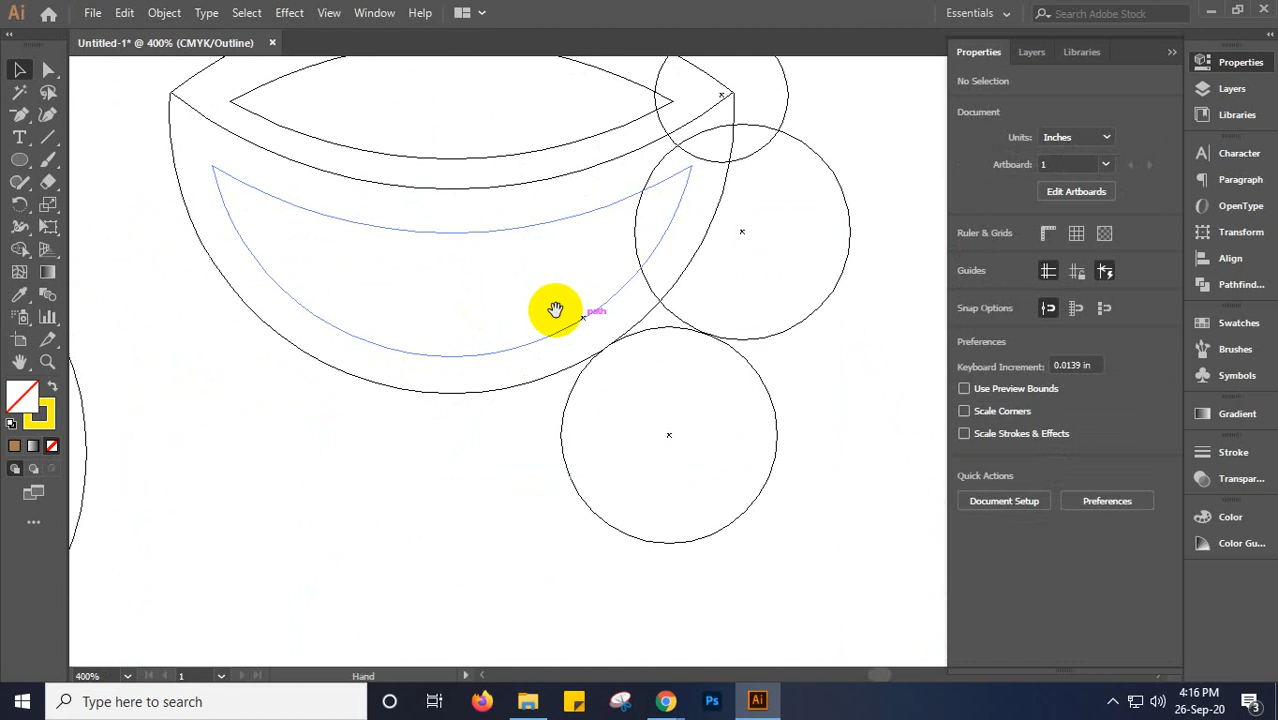 Ai File Edit Object Type Select Effect View Window Help Essentials Search Adobe Stock
Untitled-1* @ 400% (CMYK/Outline)
Properties Layers Libraries
No Selection
Document
Units: Inches
Artboard: 1
Edit Artboards
Ruler & Grids
Guides
Snap Options
Preferences
Keyboard Increment: 0.0139 in
Use Preview Bounds
Scale Corners
Scale Strokes & Effects
Quick Actions
Document Setup Preferences
Properties
Layers
Libraries
Character
Paragraph
OpenType
Transform
Align
Pathfind...
Swatches
Brushes
Symbols
Gradient
Stroke
Transpar...
Color
Color Gu...
path
400% 1 Hand
Type here to search
Ps Ai
4:16 PM
26-Sep-20
3